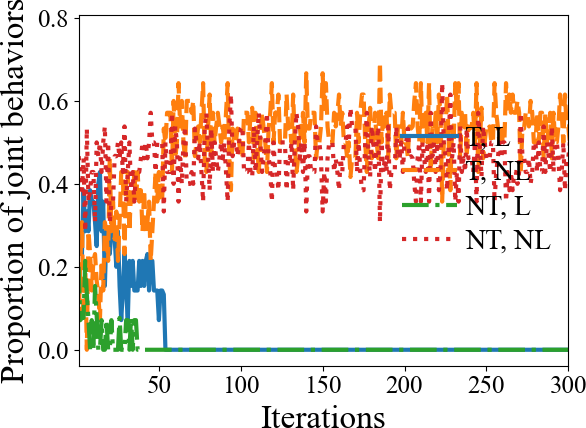 Proportion of joint behaviors
0.8
0.6
0.4
0.2
0.0
T, L
T, NL
NT, L
NT, NL
50
100
150
200
250
300
Iterations